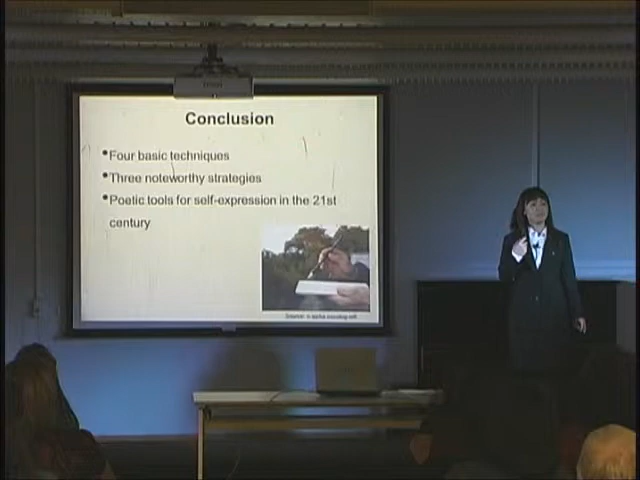 Conclusion
•Four basic techniques
•Three noteworthy strategies
•Poetic tools for self-expression in the 21st
century